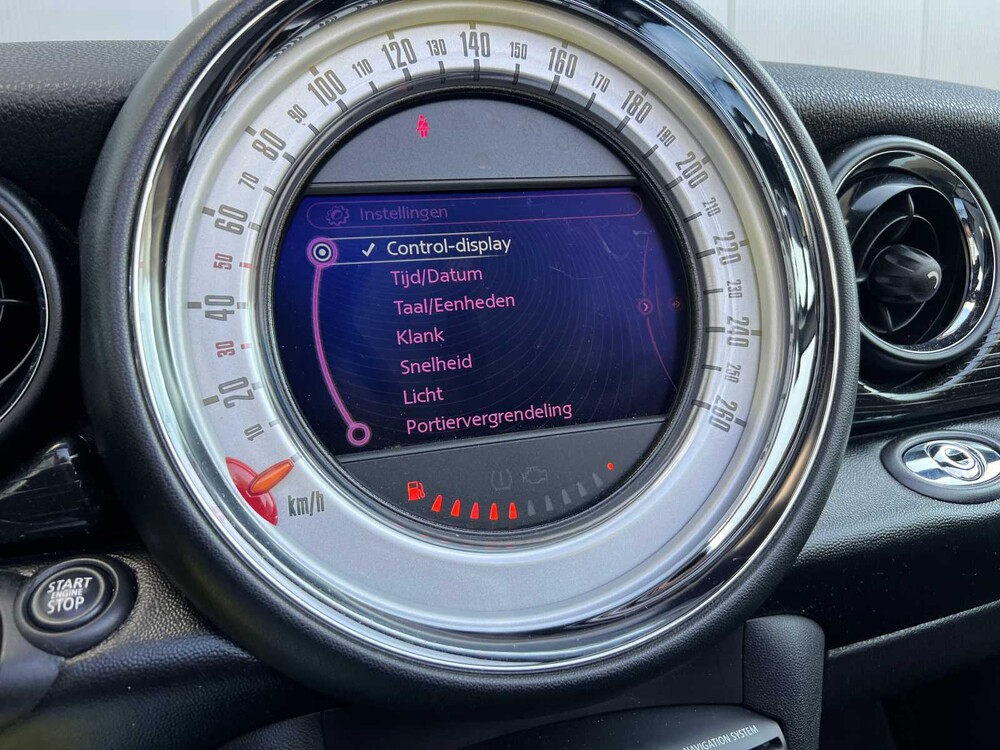 10
20
30
40
50
60
70
80
90
100
110
120
130
140
150
160
170
180
190
200
210
220
230
240
250
260
km/h
Instellingen
✓ Control-display
Tijd/Datum
Taal/Eenheden
Klank
Snelheid
Licht
Portiervergrendeling
START
ENGINE
STOP
NAVIGATION SYSTEM